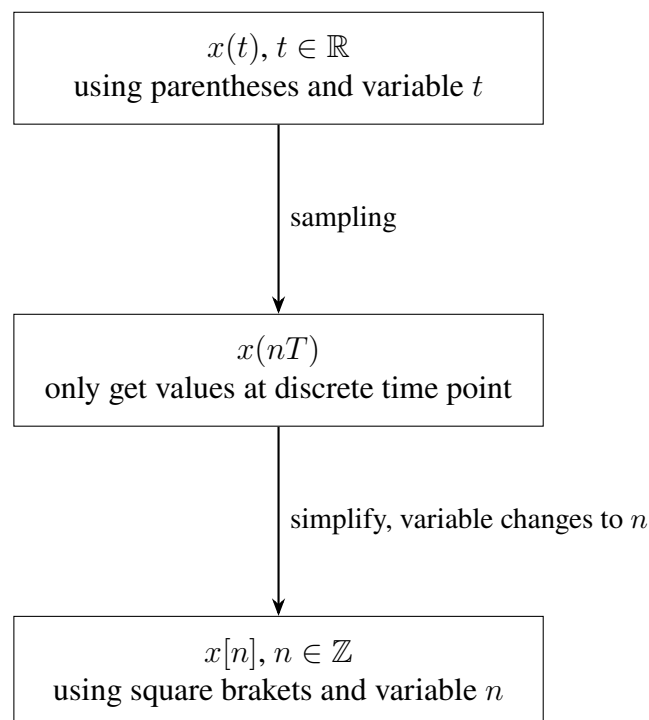 x(t), t ∈ ℝ
using parentheses and variable t
sampling
x(nT)
only get values at discrete time point
simplify, variable changes to n
x[n], n ∈ ℤ
using square brakets and variable n